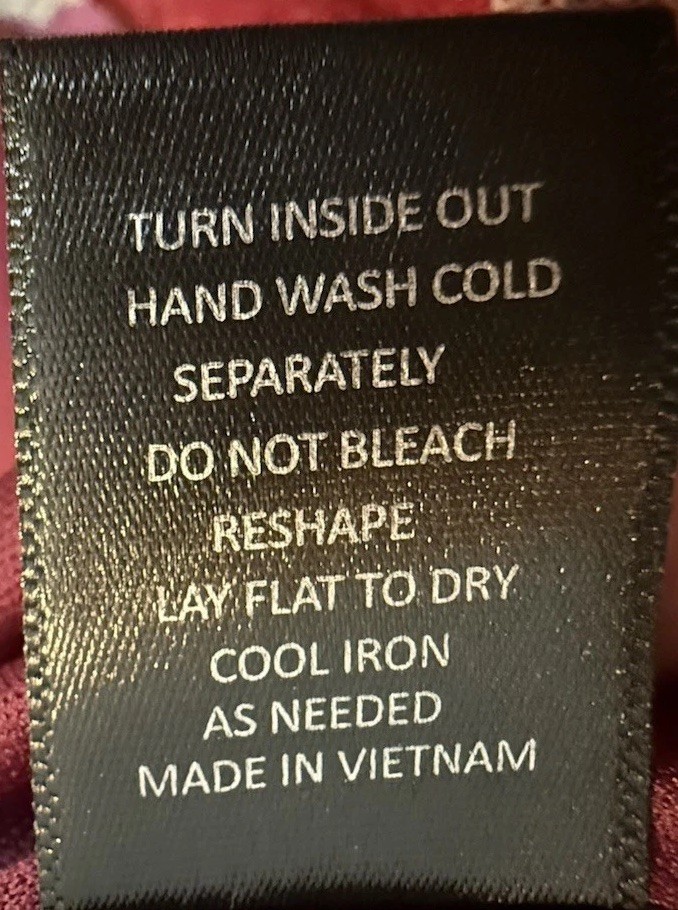 TURN INSIDE OUT
HAND WASH COLD
SEPARATELY
DO NOT BLEACH
RESHAPE
LAY FLAT TO DRY
COOL IRON
AS NEEDED
MADE IN VIETNAM